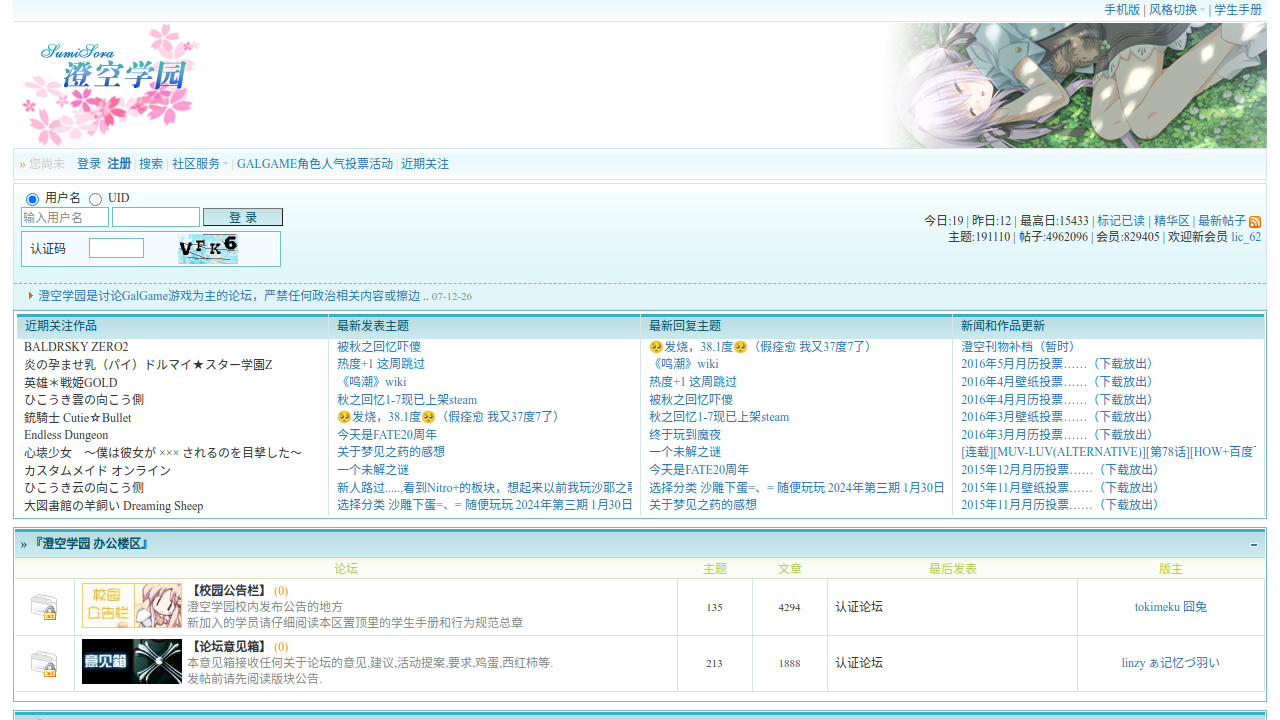 手机版 | 风格切换 | 学生手册
SumiSora
澄空学园
» 您尚未 登录 注册 | 搜索 | 社区服务 | GALGAME角色人气投票活动 | 近期关注
用户名 UID
输入用户名 登 录
认证码 VFK6
今日:19 | 昨日:12 | 最高日:15433 | 标记已读 | 精华区 | 最新帖子
主题:191110 | 帖子:4962096 | 会员:829405 | 欢迎新会员 lic_62
澄空学园是讨论GalGame游戏为主的论坛，严禁任何政治相关内容或擦边 .. 07-12-26
近期关注作品
BALDRSKY ZERO2
炎の孕ませ乳（パイ）ドルマイ★スター学園Z
英雄＊戦姫GOLD
ひこうき雲の向こう側
銃騎士 Cutie☆Bullet
Endless Dungeon
心壊少女　～僕は彼女が ××× されるのを目撃した～
カスタムメイド オンライン
ひこうき云の向こう側
大図書館の羊飼い Dreaming Sheep
最新发表主题
被秋之回忆吓傻
热度+1 这周跳过
《鸣潮》wiki
秋之回忆1-7现已上架steam
🥺发烧，38.1度🥺（假痊愈 我又37度7了）
今天是FATE20周年
关于梦见之药的感想
一个未解之谜
新人路过......看到Nitro+的板块，想起来以前我玩沙耶之歌
选择分类 沙雕下蛋=、= 随便玩玩 2024年第三期 1月30日
最新回复主题
🥺发烧，38.1度🥺（假痊愈 我又37度7了）
《鸣潮》wiki
热度+1 这周跳过
被秋之回忆吓傻
秋之回忆1-7现已上架steam
终于玩到魔夜
一个未解之谜
今天是FATE20周年
选择分类 沙雕下蛋=、= 随便玩玩 2024年第三期 1月30日
关于梦见之药的感想
新闻和作品更新
澄空刊物补档（暂时）
2016年5月月历投票……（下载放出）
2016年4月壁纸投票……（下载放出）
2016年4月历投票……（下载放出）
2016年3月壁纸投票……（下载放出）
2016年3月月历投票……（下载放出）
[连载][MUV-LUV(ALTERNATIVE)][第78话][HOW+百度下
2015年12月月历投票……（下载放出）
2015年11月壁纸投票……（下载放出）
2015年11月月历投票……（下载放出）
» 『澄空学园 办公楼区』
论坛 主题 文章 最后发表 版主
校园
公告栏
【校园公告栏】 (0)
澄空学园校内发布公告的地方
新加入的学员请仔细阅读本区置顶里的学生手册和行为规范总章
135 4294 认证论坛 tokimeku 囧兔
意见箱
【论坛意见箱】 (0)
本意见箱接收任何关于论坛的意见,建议,活动提案,要求,鸡蛋,西红柿等.
发帖前请先阅读版块公告.
213 1888 认证论坛 linzy ぁ记忆づ羽い